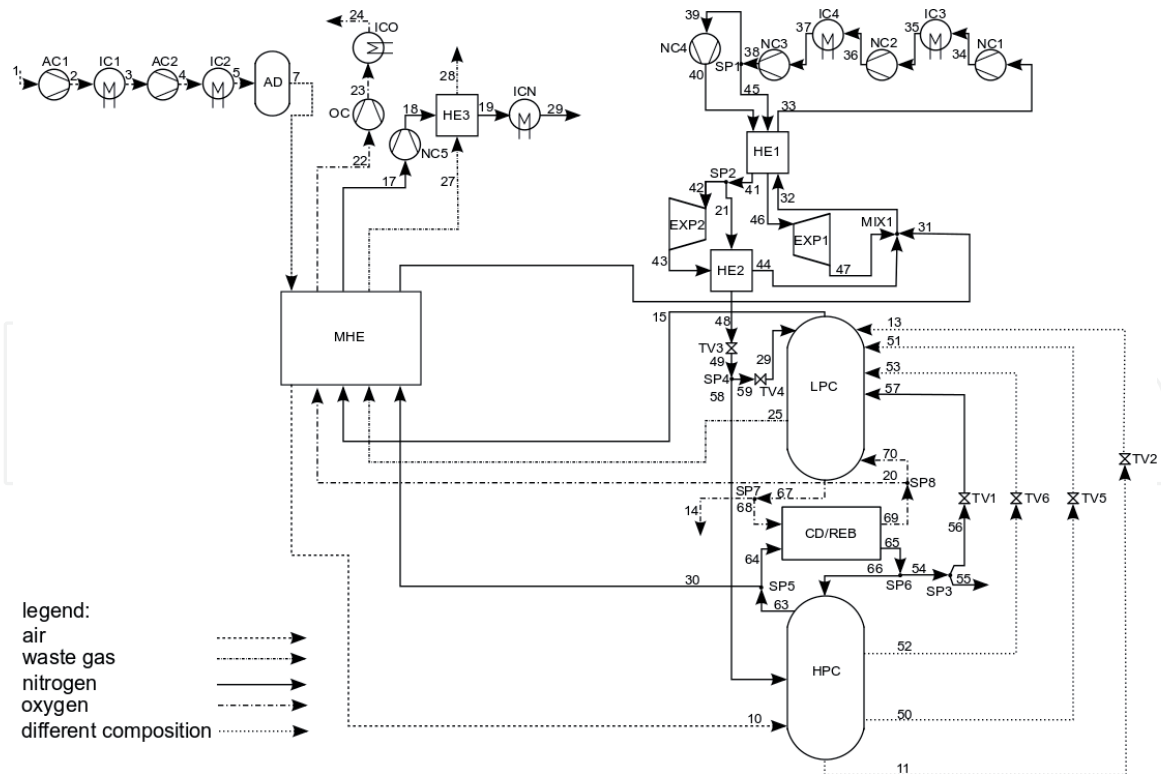 24
ICO
39
37
IC4
35
IC3
NC4
NC3
NC2
NC1
38
36
34
SP1
40
AC1
IC1
AC2
IC2
1
2
3
4
5
AD
7
28
23
OC
18
HE3
19
ICN
29
45
33
22
NC5
HE1
27
SP2
17
42
41
32
21
46
MIX1
31
EXP2
EXP1
43
HE2
44
47
MHE
15
48
13
TV3
29
51
49
SP4
59
TV4
53
58
LPC
57
25
70
TV2
20
SP8
SP7
67
14
68
TV1
TV6
TV5
69
56
CD/REB
64
65
66
54
30
SP5
SP6
SP3
55
63
legend:
air
waste gas
nitrogen
oxygen
different composition
52
HPC
10
50
11